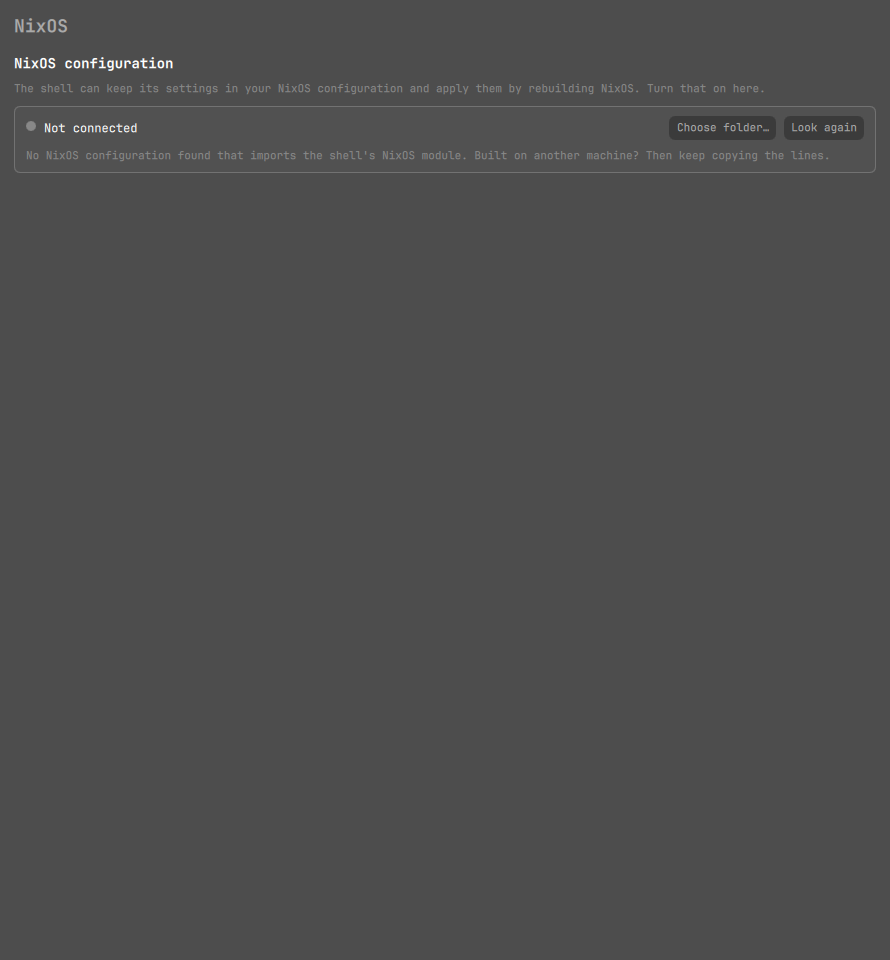 NixOS
NixOS configuration
The shell can keep its settings in your NixOS configuration and apply them by rebuilding NixOS. Turn that on here.
Not connected
Choose folder…
Look again
No NixOS configuration found that imports the shell's NixOS module. Built on another machine? Then keep copying the lines.